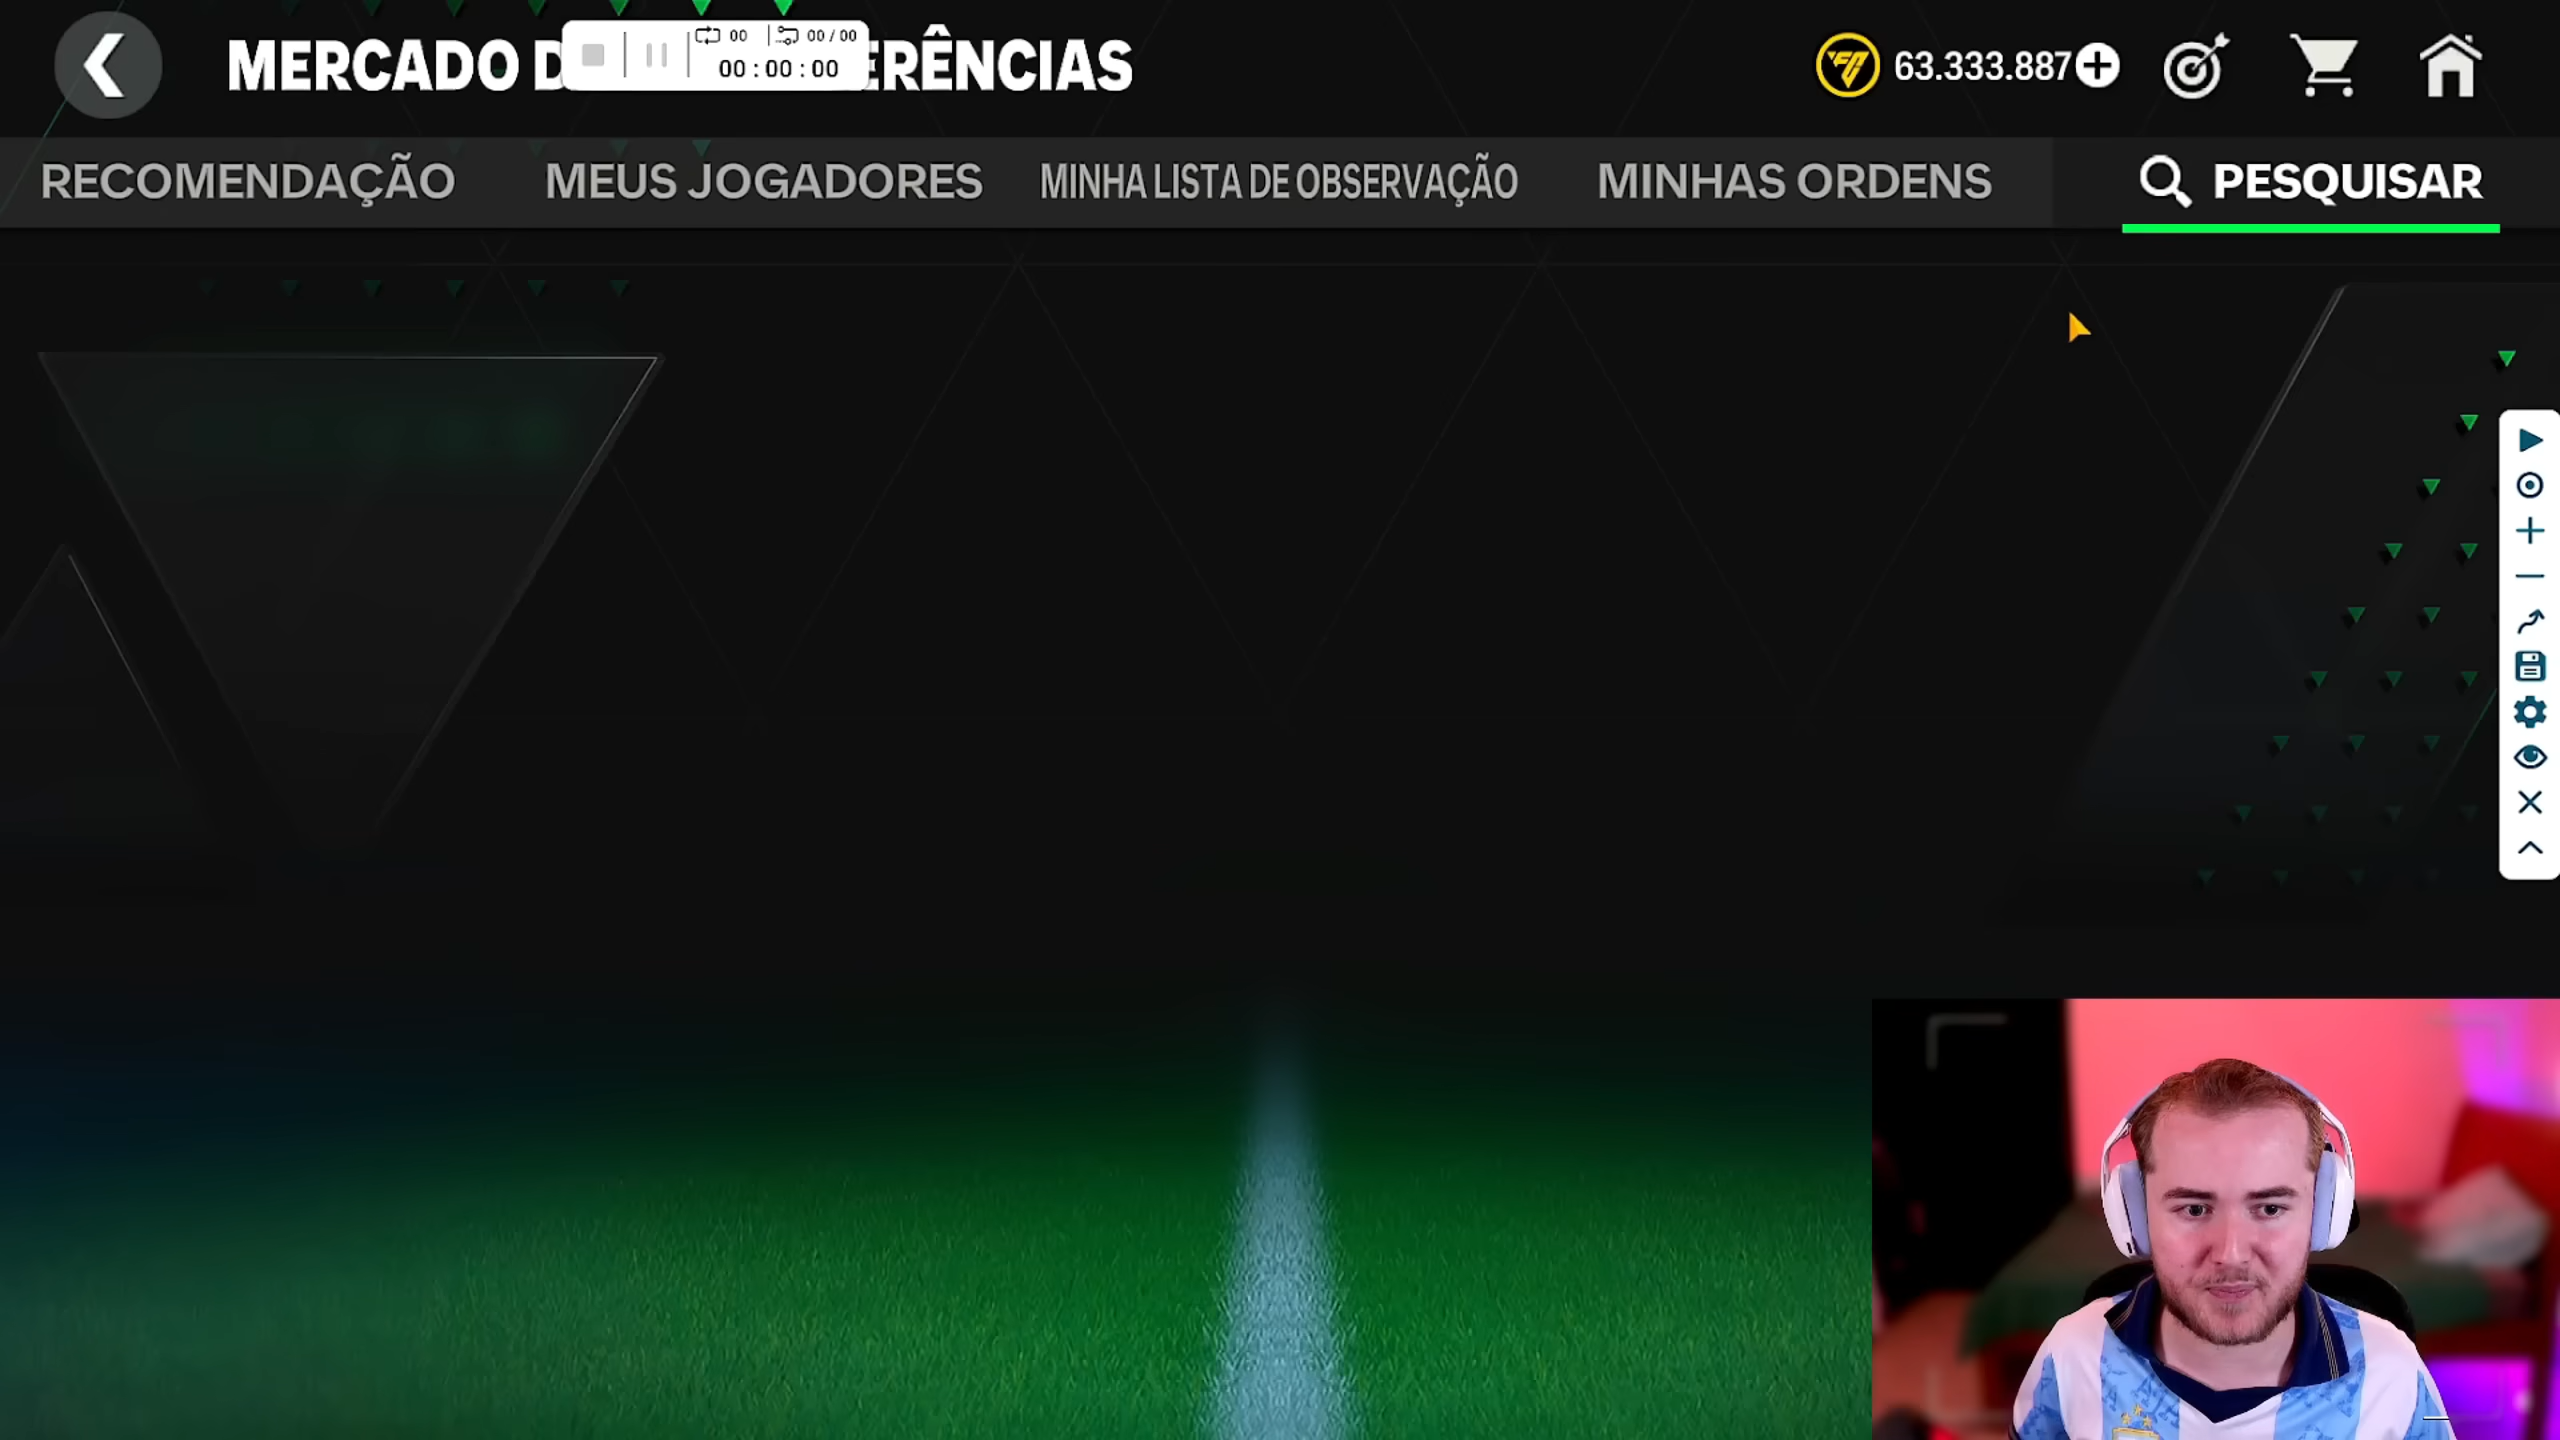 MERCADO D
00
00 / 00
00 : 00 : 00
ERÊNCIAS
63.333.887
RECOMENDAÇÃO
MEUS JOGADORES
MINHA LISTA DE OBSERVAÇÃO
MINHAS ORDENS
PESQUISAR